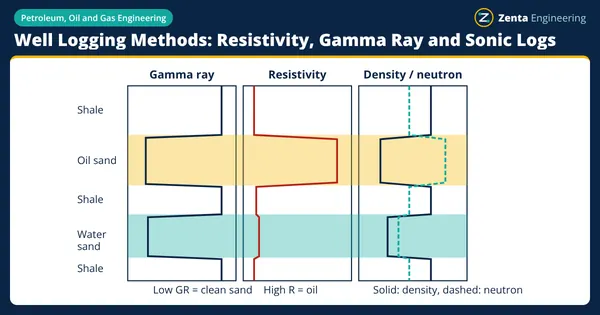 Petroleum, Oil and Gas Engineering
Zenta Engineering
Well Logging Methods: Resistivity, Gamma Ray and Sonic Logs
Gamma ray
Resistivity
Density / neutron
Shale
Oil sand
Shale
Water
sand
Shale
Low GR = clean sand
High R = oil
Solid: density, dashed: neutron